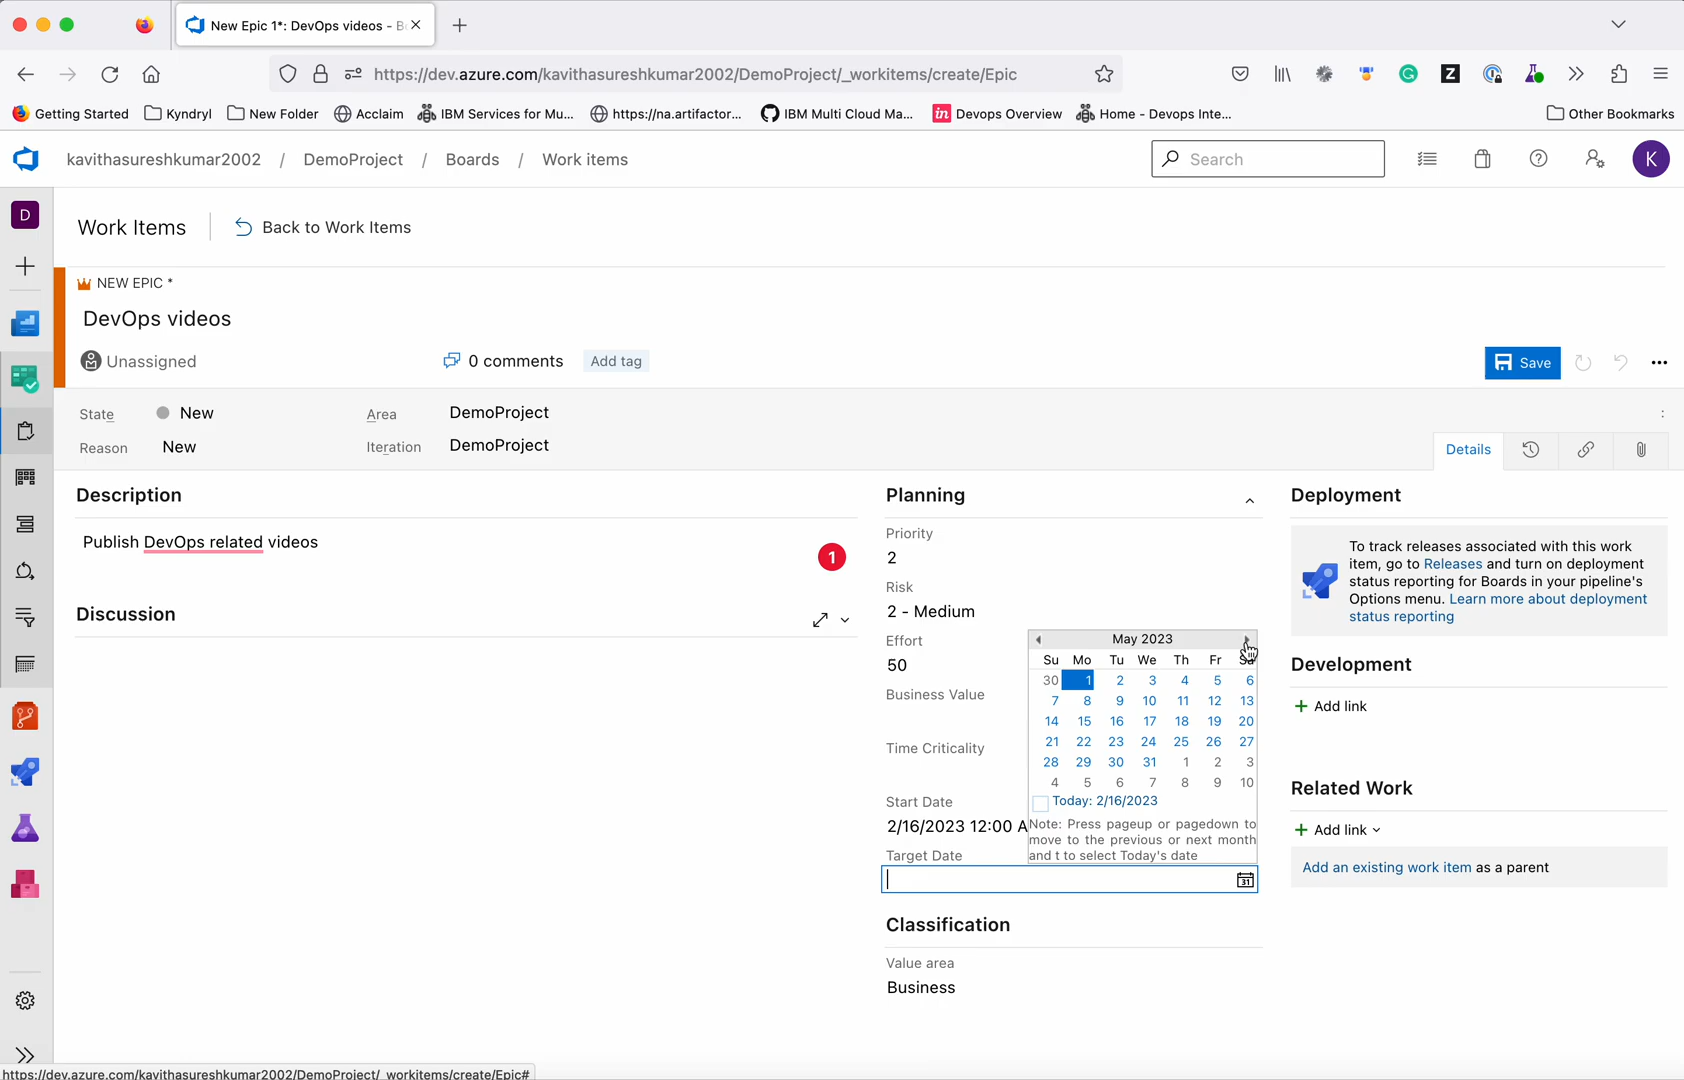 New Epic 1*: DevOps videos - B
https://dev.azure.com/kavithasureshkumar2002/DemoProject/_workitems/create/Epic
Getting Started
Kyndryl
New Folder
Acclaim
IBM Services for Mu...
https://na.artifactor...
IBM Multi Cloud Ma...
in
Devops Overview
Home - Devops Inte...
Other Bookmarks
kavithasureshkumar2002 / DemoProject / Boards / Work items
Search
K
D
Work Items
Back to Work Items
NEW EPIC *
DevOps videos
Unassigned
0 comments
Add tag
Save
State
New
Area
DemoProject
Reason
New
Iteration
DemoProject
Details
Description
Publish DevOps related videos
1
Discussion
Planning
Priority
2
Risk
2 - Medium
Effort
50
Business Value
Time Criticality
Start Date
2/16/2023 12:00 A
Target Date
May 2023
Su Mo Tu We Th Fr Sa
30 1 2 3 4 5 6
7 8 9 10 11 12 13
14 15 16 17 18 19 20
21 22 23 24 25 26 27
28 29 30 31 1 2 3
4 5 6 7 8 9 10
Today: 2/16/2023
Note: Press pageup or pagedown to
move to the previous or next month
and t to select Today's date
31
Classification
Value area
Business
Deployment
To track releases associated with this work
item, go to Releases and turn on deployment
status reporting for Boards in your pipeline's
Options menu. Learn more about deployment
status reporting
Development
+ Add link
Related Work
+ Add link
Add an existing work item as a parent
https://dev.azure.com/kavithasureshkumar2002/DemoProject/_workitems/create/Epic#